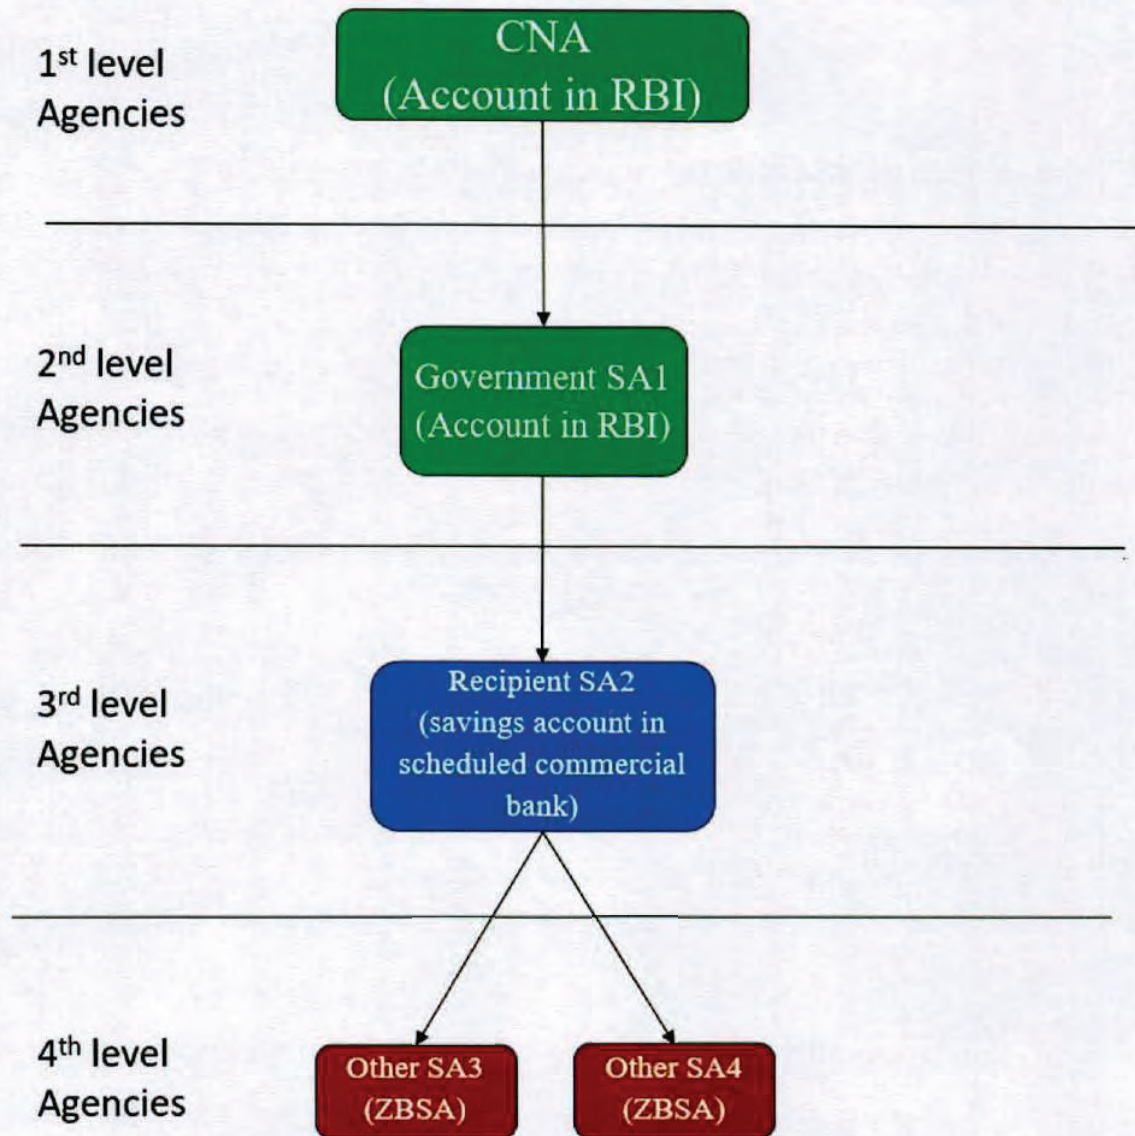 CNA
(Account in RBI)
1st level
Agencies
2nd level
Agencies
Government SA1
(Account in RBI)
3rd level
Agencies
Recipient SA2
(savings account in
scheduled commercial
bank)
4th level
Agencies
Other SA3
(ZBSA)
Other SA4
(ZBSA)